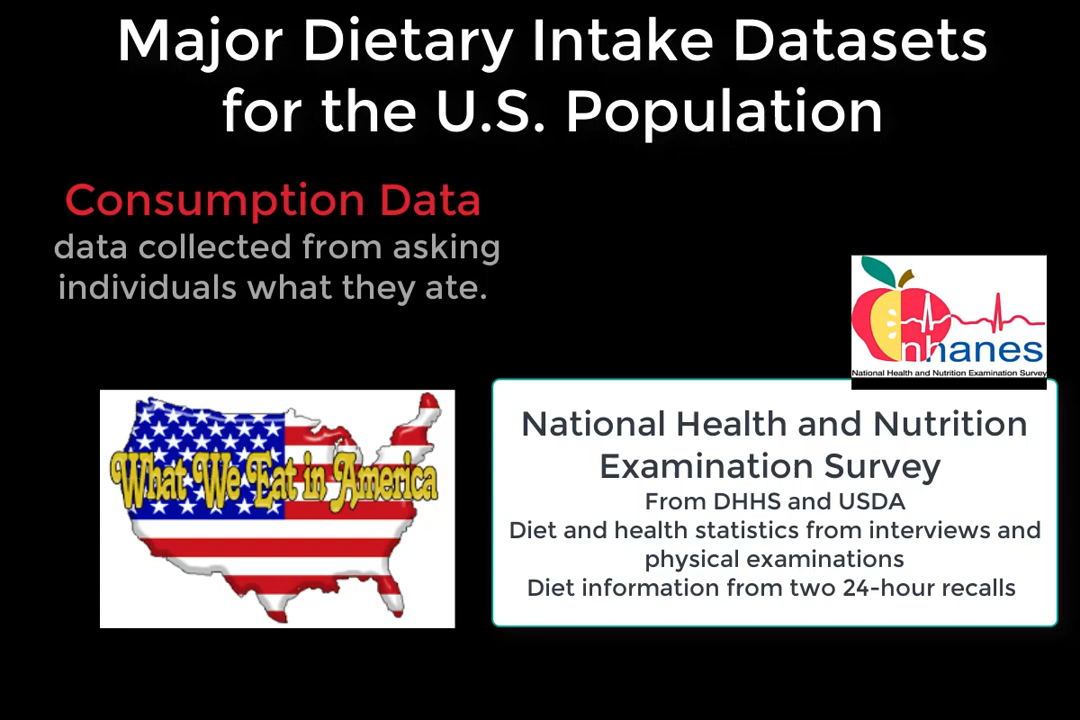 Major Dietary Intake Datasets
for the U.S. Population
Consumption Data
data collected from asking
individuals what they ate.
nhanes
National Health and Nutrition Examination Survey
What We Eat in America
National Health and Nutrition
Examination Survey
From DHHS and USDA
Diet and health statistics from interviews and
physical examinations
Diet information from two 24-hour recalls